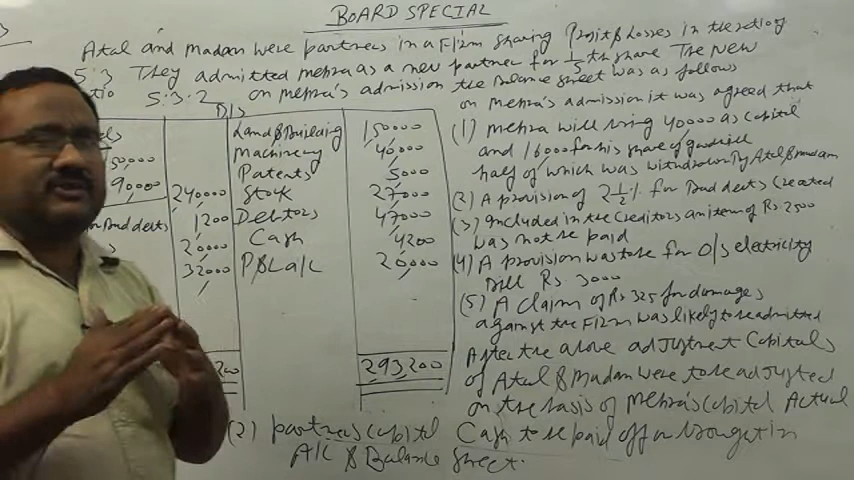 BOARD SPECIAL
Atal and Madan were partners in a Firm sharing Profit & Losses in the ratio of
5:3 They admitted mehra as a new partner for 1/5 th share The New
atio 5:3:2 on mehra's admission the Balance sheet was as follows
B/S
Land & Building 150000
150,000 machinery 40000
90000 240000 Patents 5000
Stock 27000
Bad debts 1200 Debtors 47000
20000 Cash 4200
32000 P&L a/c 20000
200 293200
on mehra's admission it was agreed that
(1) mehra will bring 40000 as capital
and 16000 for his share of goodwill
half of which was withdrawn by Atal & madan
(2) A provision of 2 1/2 % for Bad debts created
(3) included in the creditors an item of Rs 2500
was not be paid
(4) A provision was to be for O/s electricity
Bill Rs 3000
(5) A claim of Rs 325 for damages
against the Firm was likely to be admitted
After the above adjustment Capitals
of Atal & Madan were to be adjusted
on the basis of mehra's capital Actual
Cash to be paid off or brought in
(2) partners capital
A/c & Balance sheet.